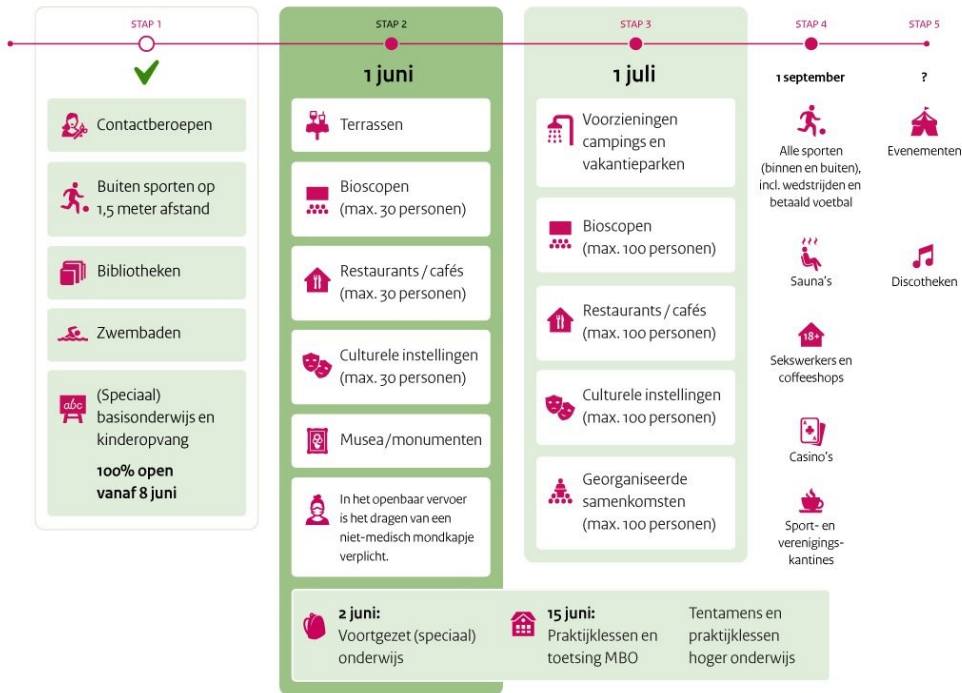 STAP 1
Contactberoepen
Buiten sporten op
1,5 meter afstand
Bibliotheken
Zwembaden
abc
(Speciaal)
basisonderwijs en
kinderopvang
100% open
vanaf 8 juni
STAP 2
1 juni
Terrassen
Bioscopen
(max. 30 personen)
Restaurants / cafés
(max. 30 personen)
Culturele instellingen
(max. 30 personen)
Musea/monumenten
In het openbaar vervoer
is het dragen van een
niet-medisch mondkapje
verplicht.
2 juni:
Voortgezet (speciaal)
onderwijs
15 juni:
Praktijklessen en
toetsing MBO
Tentamens en
praktijklessen
hoger onderwijs
STAP 3
1 juli
Voorzieningen
campings en
vakantieparken
Bioscopen
(max. 100 personen)
Restaurants / cafés
(max. 100 personen)
Culturele instellingen
(max. 100 personen)
Georganiseerde
samenkomsten
(max. 100 personen)
STAP 4
1 september
Alle sporten
(binnen en buiten),
incl. wedstrijden en
betaald voetbal
Sauna's
18+
Sekswerkers en
coffeeshops
Casino's
Sport- en
verenigings-
kantines
STAP 5
?
Evenementen
Discotheken